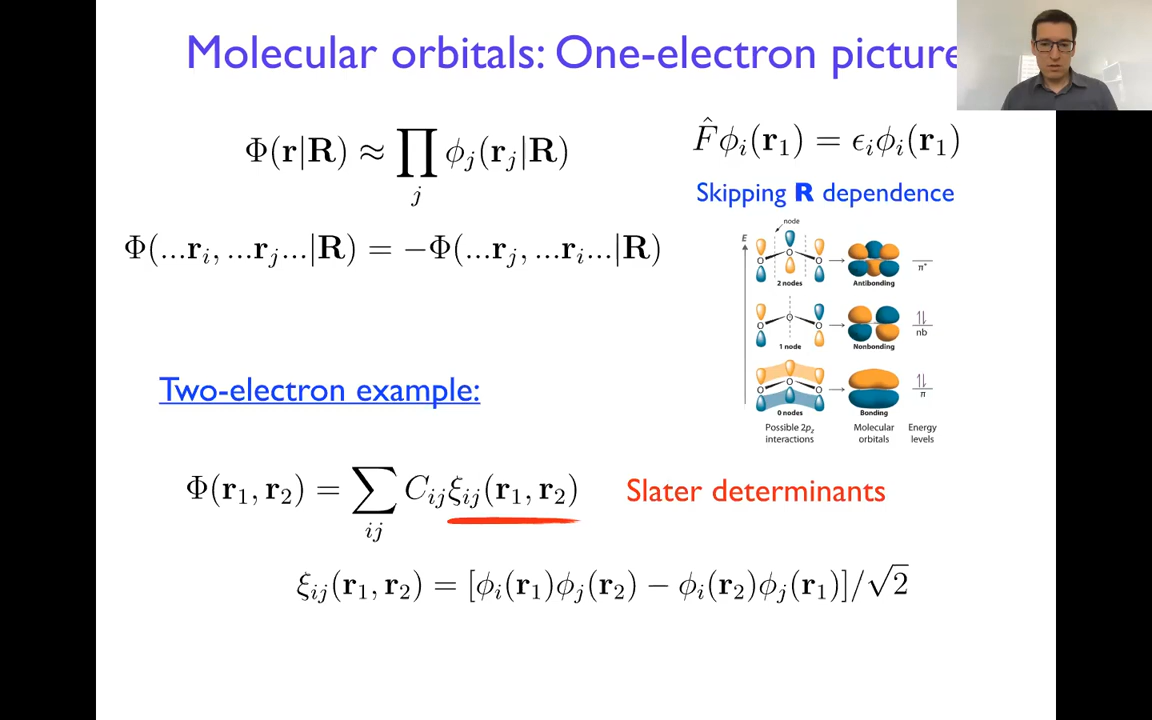 Molecular orbitals: One-electron picture
Φ(r|R) ≈ ∏_j ϕ_j(r_j|R)
F̂ϕ_i(r_1) = ϵ_iϕ_i(r_1)
Skipping R dependence
Φ(...r_i, ...r_j...|R) = −Φ(...r_j, ...r_i...|R)
E
node
O O O
2 nodes
Antibonding
π*
O O O
1 node
Nonbonding
nb
O O O
0 nodes
Bonding
π
Possible 2p_z interactions
Molecular orbitals
Energy levels
Two-electron example:
Φ(r_1, r_2) = ∑_ij C_ij ξ_ij(r_1, r_2)
Slater determinants
ξ_ij(r_1, r_2) = [ϕ_i(r_1)ϕ_j(r_2) − ϕ_i(r_2)ϕ_j(r_1)]/√2